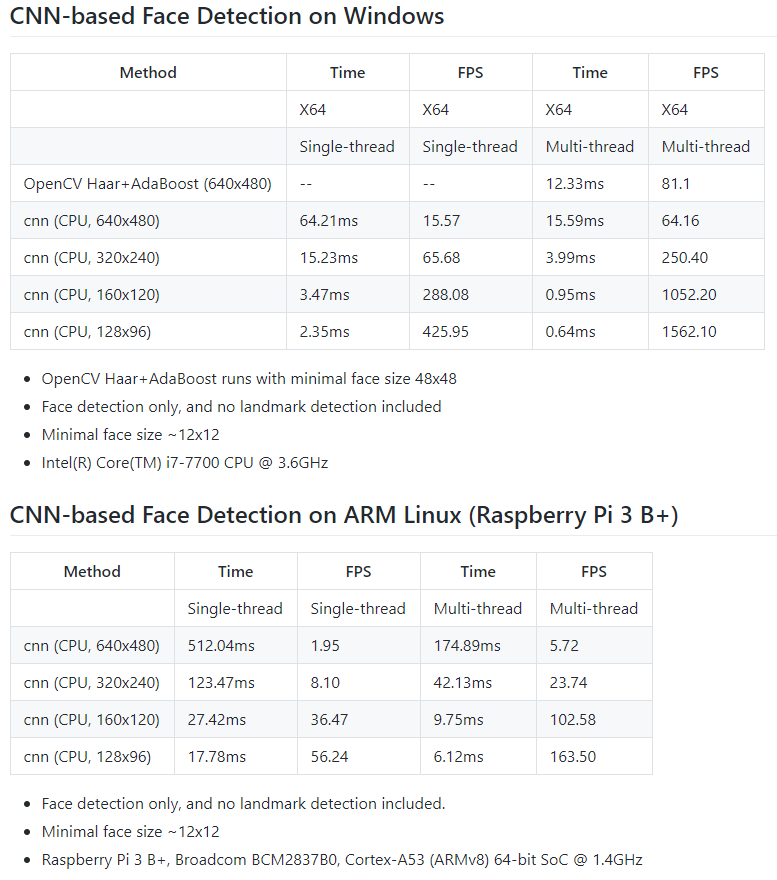 CNN-based Face Detection on Windows
Method Time FPS Time FPS
X64 X64 X64 X64
Single-thread Single-thread Multi-thread Multi-thread
OpenCV Haar+AdaBoost (640x480) -- -- 12.33ms 81.1
cnn (CPU, 640x480) 64.21ms 15.57 15.59ms 64.16
cnn (CPU, 320x240) 15.23ms 65.68 3.99ms 250.40
cnn (CPU, 160x120) 3.47ms 288.08 0.95ms 1052.20
cnn (CPU, 128x96) 2.35ms 425.95 0.64ms 1562.10
• OpenCV Haar+AdaBoost runs with minimal face size 48x48
• Face detection only, and no landmark detection included
• Minimal face size ~12x12
• Intel(R) Core(TM) i7-7700 CPU @ 3.6GHz
CNN-based Face Detection on ARM Linux (Raspberry Pi 3 B+)
Method Time FPS Time FPS
Single-thread Single-thread Multi-thread Multi-thread
cnn (CPU, 640x480) 512.04ms 1.95 174.89ms 5.72
cnn (CPU, 320x240) 123.47ms 8.10 42.13ms 23.74
cnn (CPU, 160x120) 27.42ms 36.47 9.75ms 102.58
cnn (CPU, 128x96) 17.78ms 56.24 6.12ms 163.50
• Face detection only, and no landmark detection included.
• Minimal face size ~12x12
• Raspberry Pi 3 B+, Broadcom BCM2837B0, Cortex-A53 (ARMv8) 64-bit SoC @ 1.4GHz